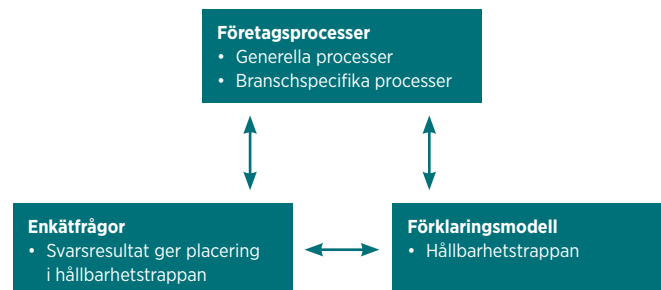 Företagsprocesser
• Generella processer
• Branschspecifika processer
Enkätfrågor
• Svarsresultat ger placering
i hållbarhetstrappan
Förklaringsmodell
• Hållbarhetstrappan